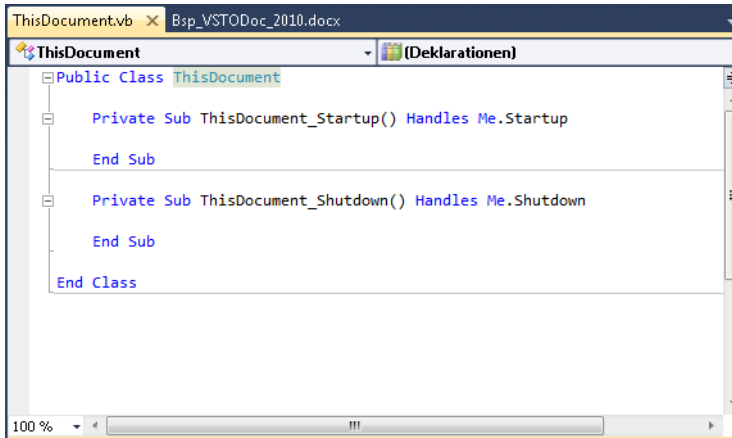 ThisDocument.vb Bsp_VSTODoc_2010.docx
ThisDocument (Deklarationen)
Public Class ThisDocument
Private Sub ThisDocument_Startup() Handles Me.Startup
End Sub
Private Sub ThisDocument_Shutdown() Handles Me.Shutdown
End Sub
End Class
100 %